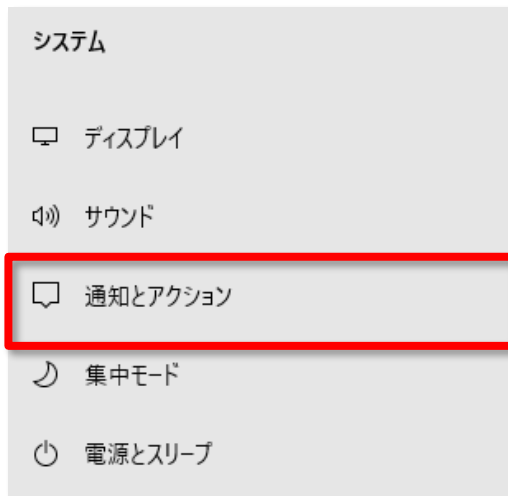 システム
ディスプレイ
サウンド
通知とアクション
集中モード
電源とスリープ